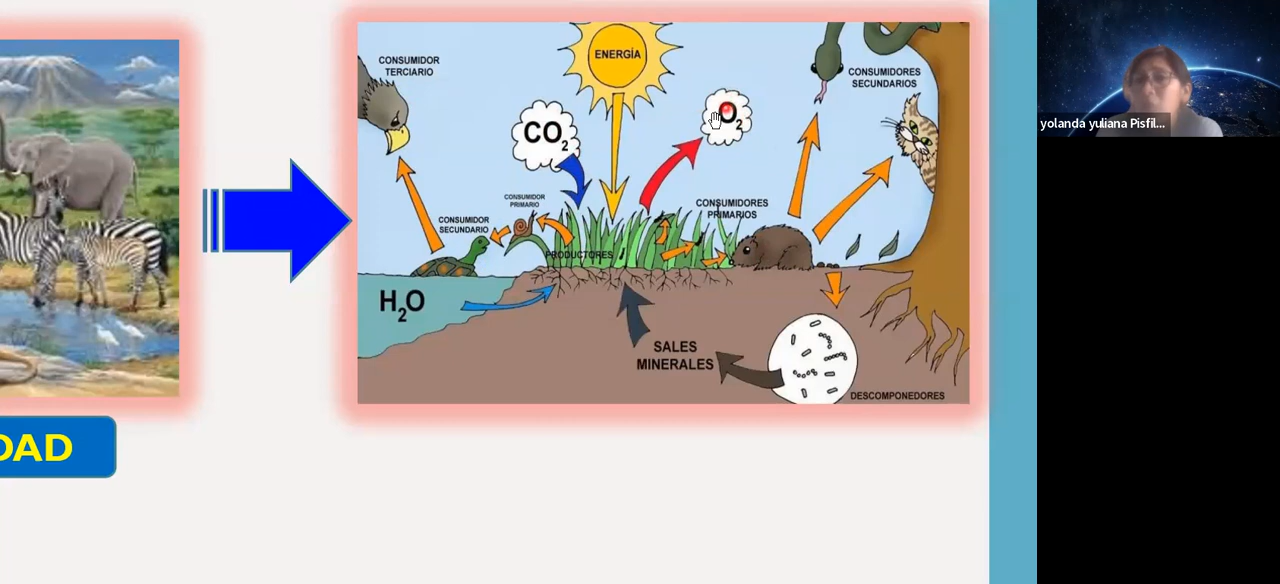 ENERGÍA
CONSUMIDOR
TERCIARIO
CONSUMIDORES
SECUNDARIOS
CO2
O2
CONSUMIDOR
PRIMARIO
CONSUMIDORES
PRIMARIOS
CONSUMIDOR
SECUNDARIO
PRODUCTORES
H2O
SALES
MINERALES
DESCOMPONEDORES
DAD
yolanda yuliana Pisfil...